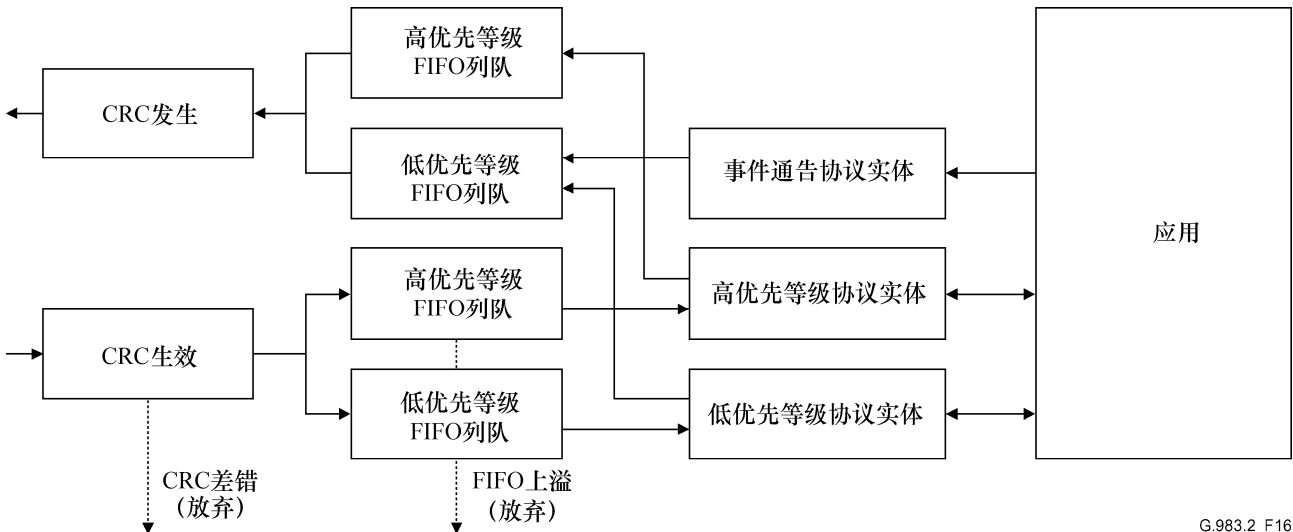 高优先等级
FIFO列队
CRC发生
低优先等级
FIFO列队
事件通告协议实体
应用
高优先等级
FIFO列队
高优先等级协议实体
CRC生效
低优先等级
FIFO列队
低优先等级协议实体
CRC差错
(放弃)
FIFO上溢
(放弃)
G.983.2_F16